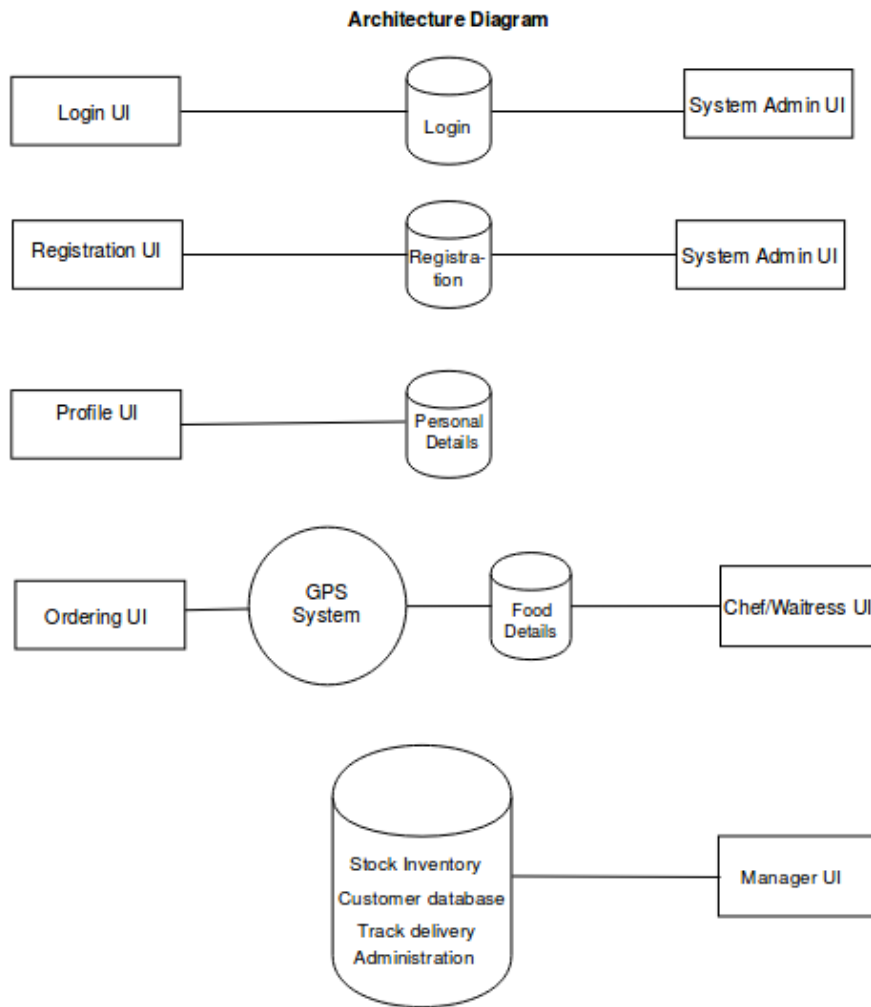 Architecture Diagram
Login UI
Login
System Admin UI
Registration UI
Registra-
tion
System Admin UI
Profile UI
Personal
Details
Ordering UI
GPS
System
Food
Details
Chef/Waitress UI
Stock Inventory
Customer database
Track delivery
Administration
Manager UI